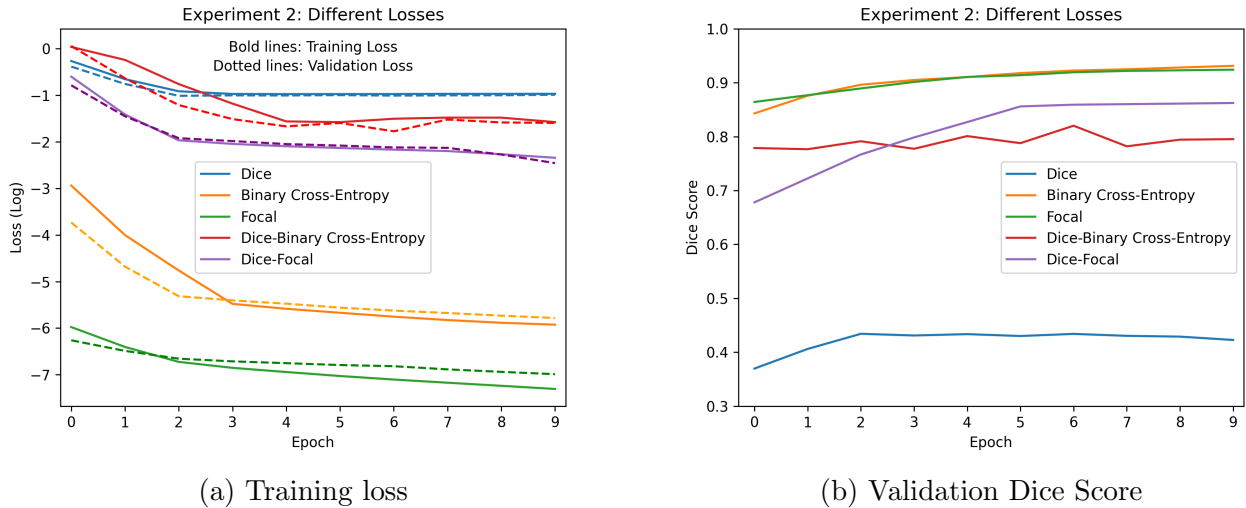 Experiment 2: Different Losses
Bold lines: Training Loss
Dotted lines: Validation Loss
Loss (Log)
0
−1
−2
−3
−4
−5
−6
−7
Dice
Binary Cross-Entropy
Focal
Dice-Binary Cross-Entropy
Dice-Focal
0 1 2 3 4 5 6 7 8 9
Epoch
(a) Training loss
Experiment 2: Different Losses
Dice Score
1.0
0.9
0.8
0.7
0.6
0.5
0.4
0.3
Dice
Binary Cross-Entropy
Focal
Dice-Binary Cross-Entropy
Dice-Focal
0 1 2 3 4 5 6 7 8 9
Epoch
(b) Validation Dice Score